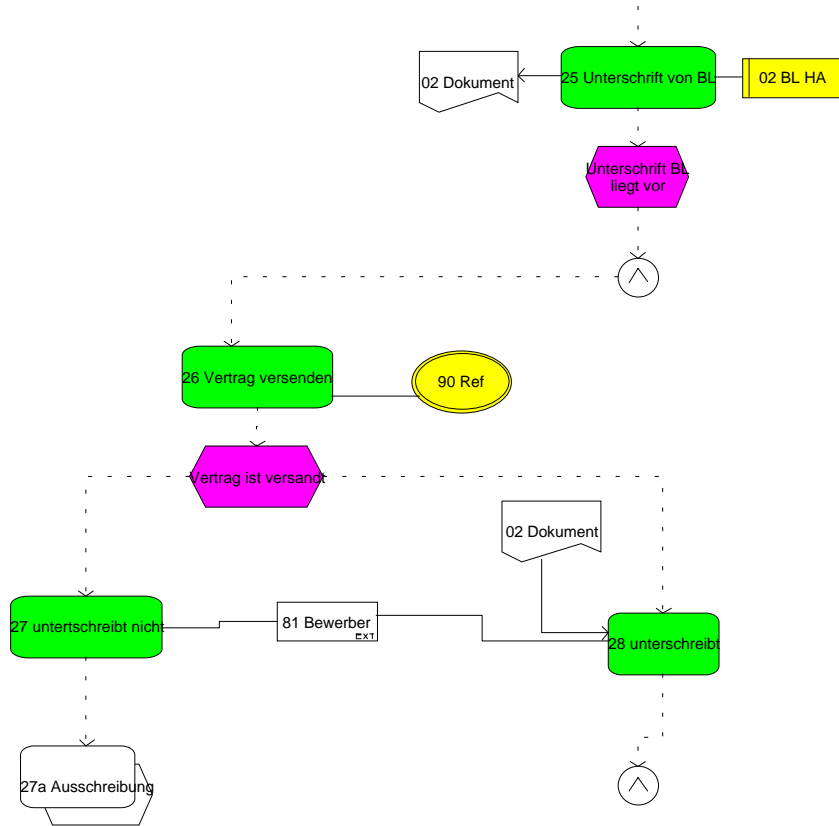 02 Dokument
25 Unterschrift von BL
02 BL HA
Unterschrift BL
liegt vor
26 Vertrag versenden
90 Ref
Vertrag ist versandt
02 Dokument
27 untertschreibt nicht
81 Bewerber
EXT
28 unterschreibt
27a Ausschreibung